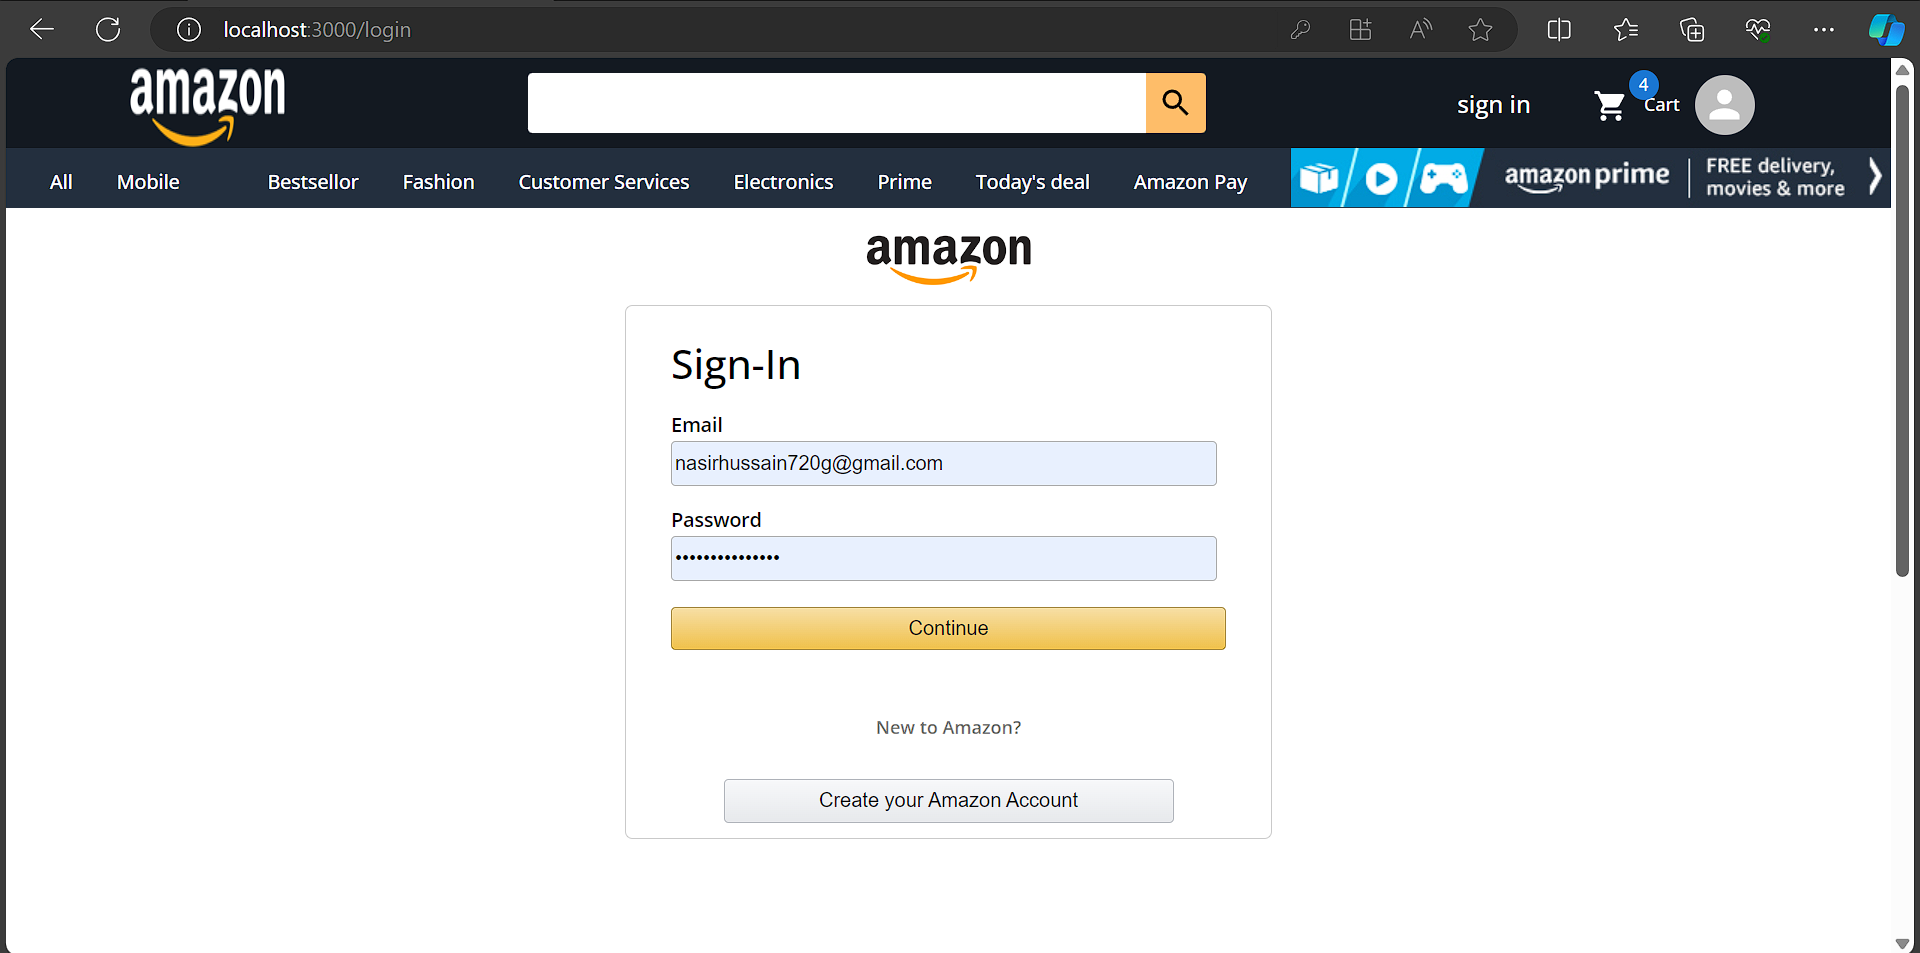 localhost:3000/login
amazon
sign in
4
Cart
All Mobile Bestsellor Fashion Customer Services Electronics Prime Today's deal Amazon Pay
amazon prime
FREE delivery,
movies & more
amazon
Sign-In
Email
nasirhussain720g@gmail.com
Password
•••••••••••••••
Continue
New to Amazon?
Create your Amazon Account